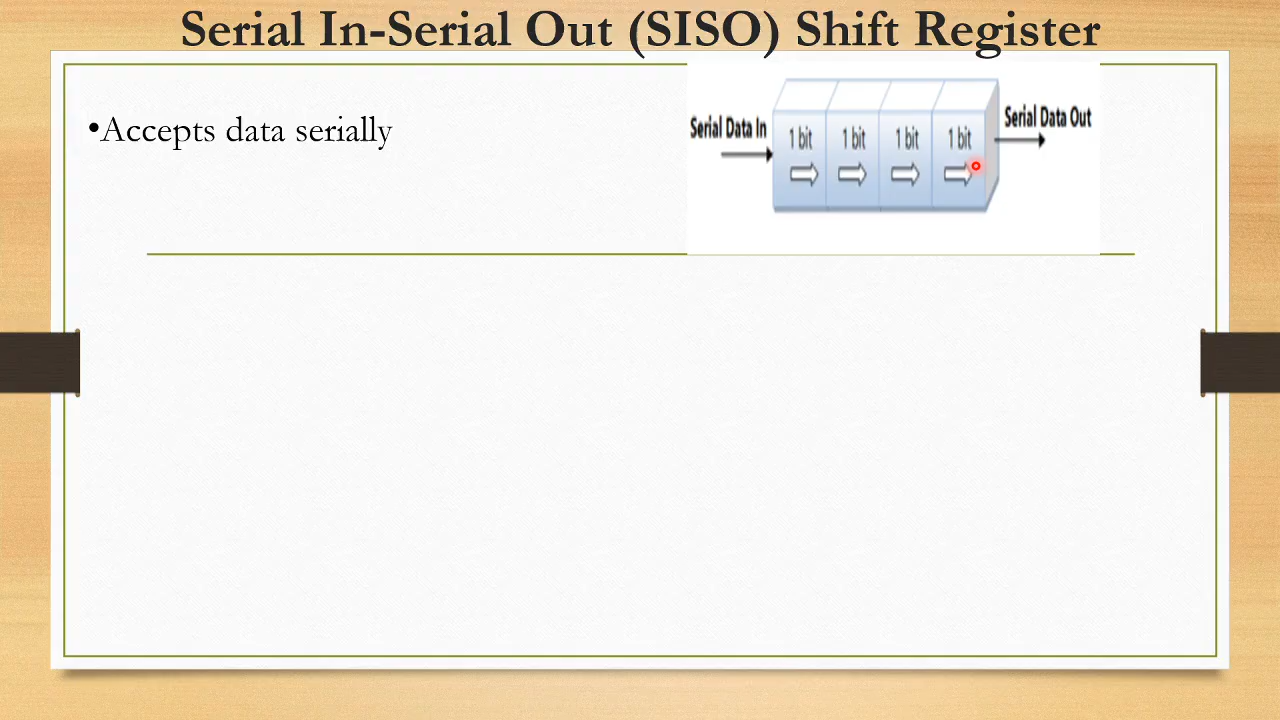 Serial In-Serial Out (SISO) Shift Register
•Accepts data serially
Serial Data In
1 bit
1 bit
1 bit
1 bit
Serial Data Out